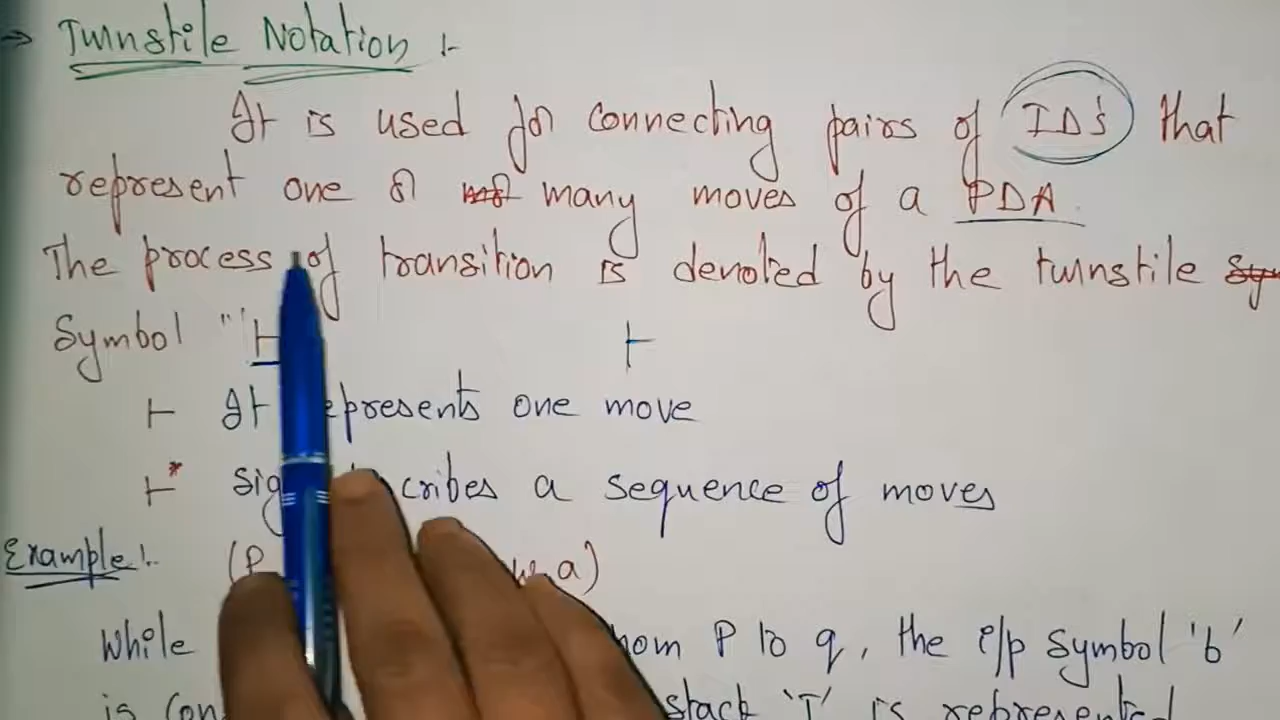 → Turnstile Notation :-
It is used for connecting pairs of ID's that
represent one or many moves of a PDA.
The process of transition is denoted by the turnstile
Symbol "⊢ ⊢
⊢ It represents one move
⊢* sign describes a sequence of moves
Example :- (P a)
While from P to q, the i/p symbol 'b'
is stack 'T' is represented